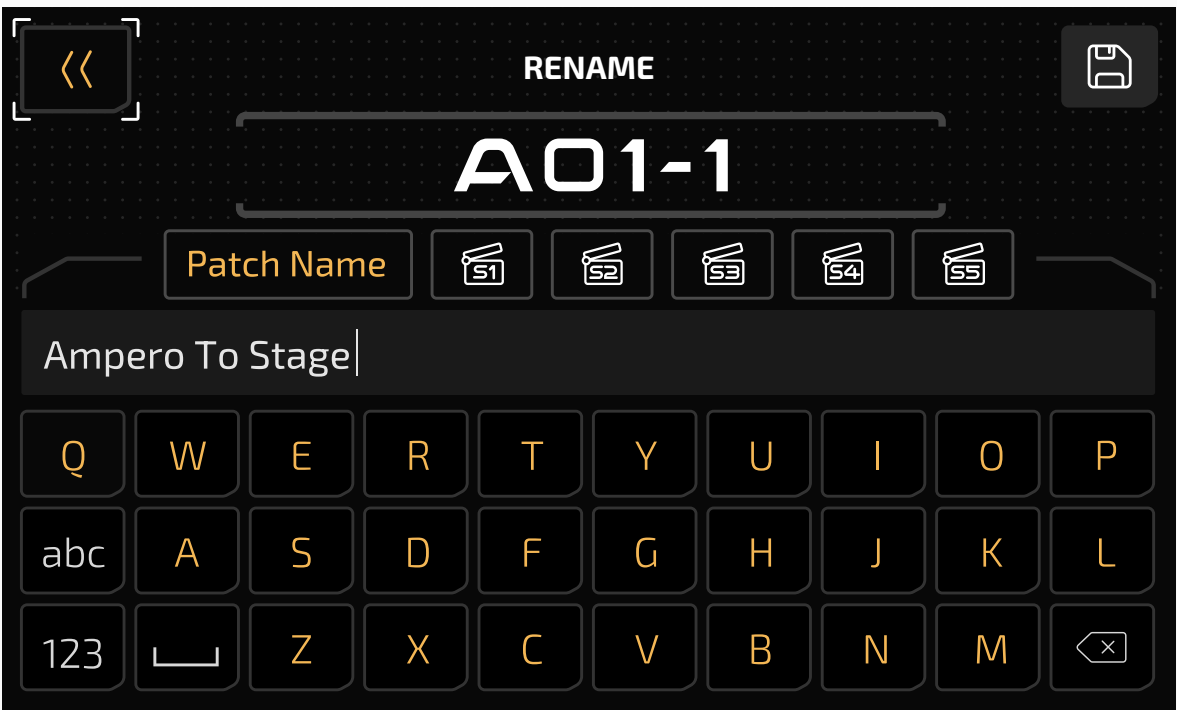 RENAME
A01-1
Patch Name S1 S2 S3 S4 S5
Ampero To Stage
Q W E R T Y U I O P
abc A S D F G H J K L
123 Z X C V B N M